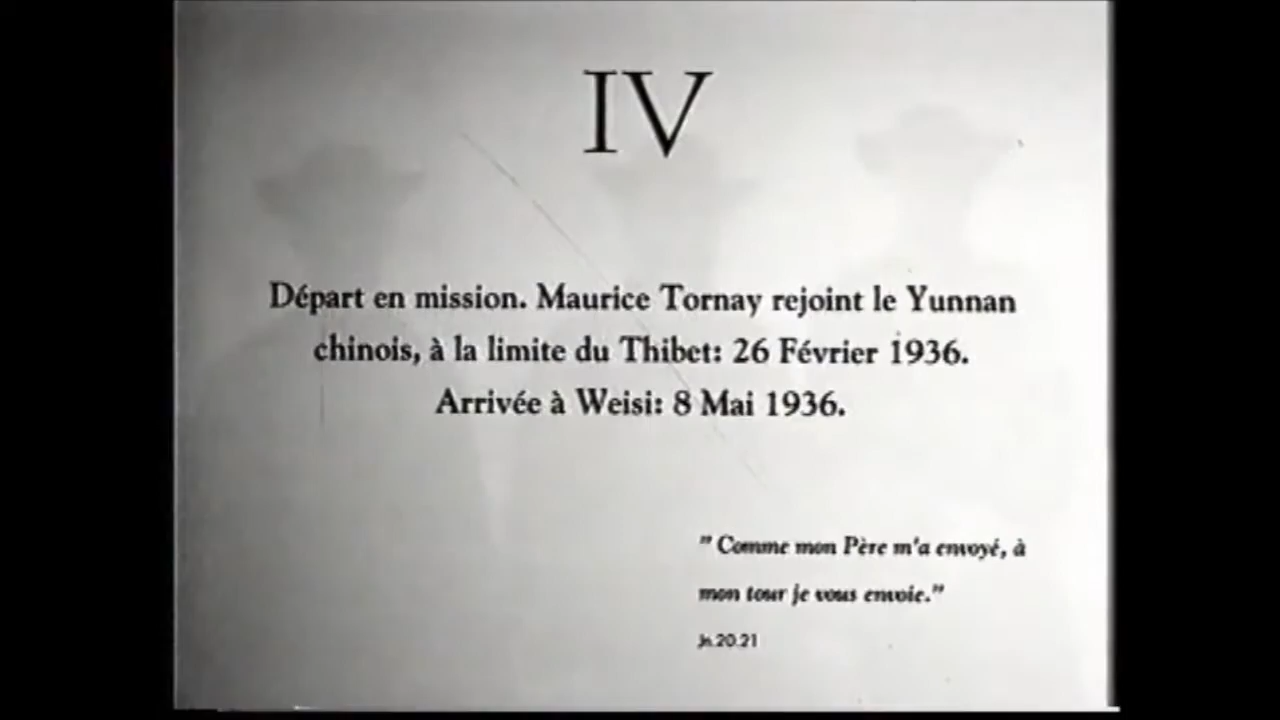 IV
Départ en mission. Maurice Tornay rejoint le Yunnan
chinois, à la limite du Thibet: 26 Février 1936.
Arrivée à Weisi: 8 Mai 1936.
" Comme mon Père m'a envoyé, à
mon tour je vous envoie."
Jn.20.21